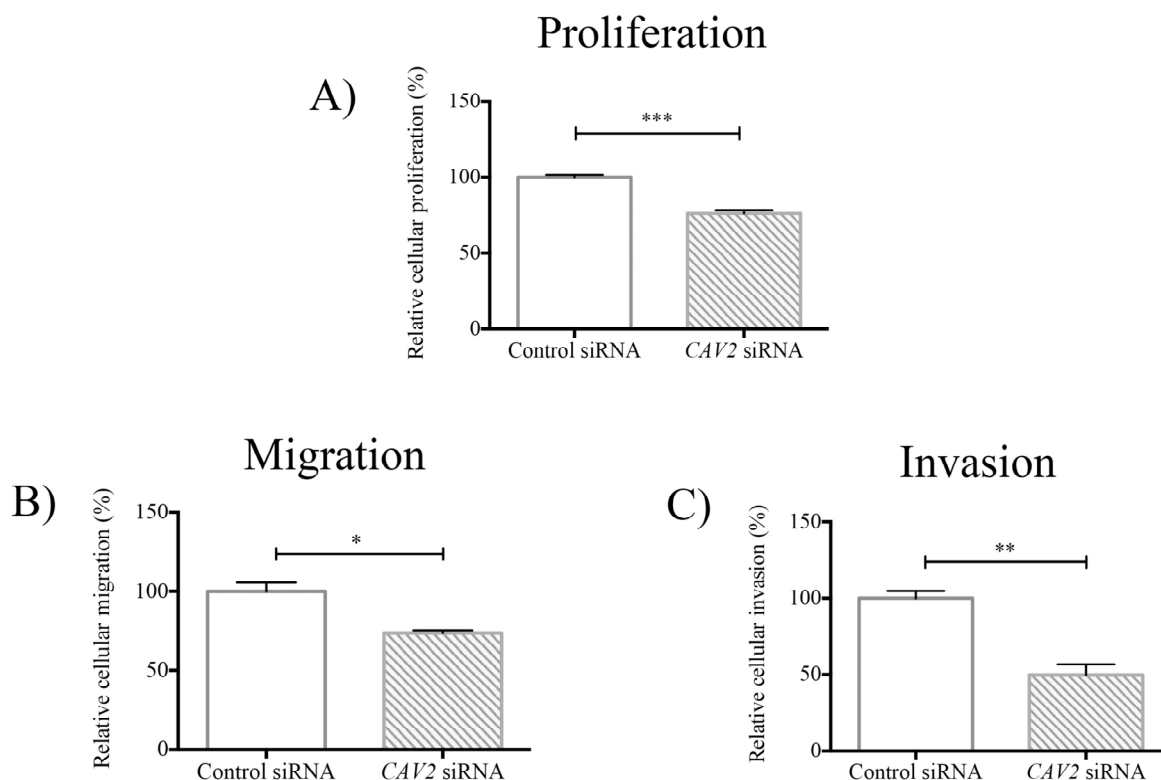 Proliferation
A)
Relative cellular proliferation (%)
150
100
50
0
***
Control siRNA
CAV2 siRNA
Migration
B)
Relative cellular migration (%)
150
100
50
0
*
Control siRNA
CAV2 siRNA
Invasion
C)
Relative cellular invasion (%)
150
100
50
0
**
Control siRNA
CAV2 siRNA